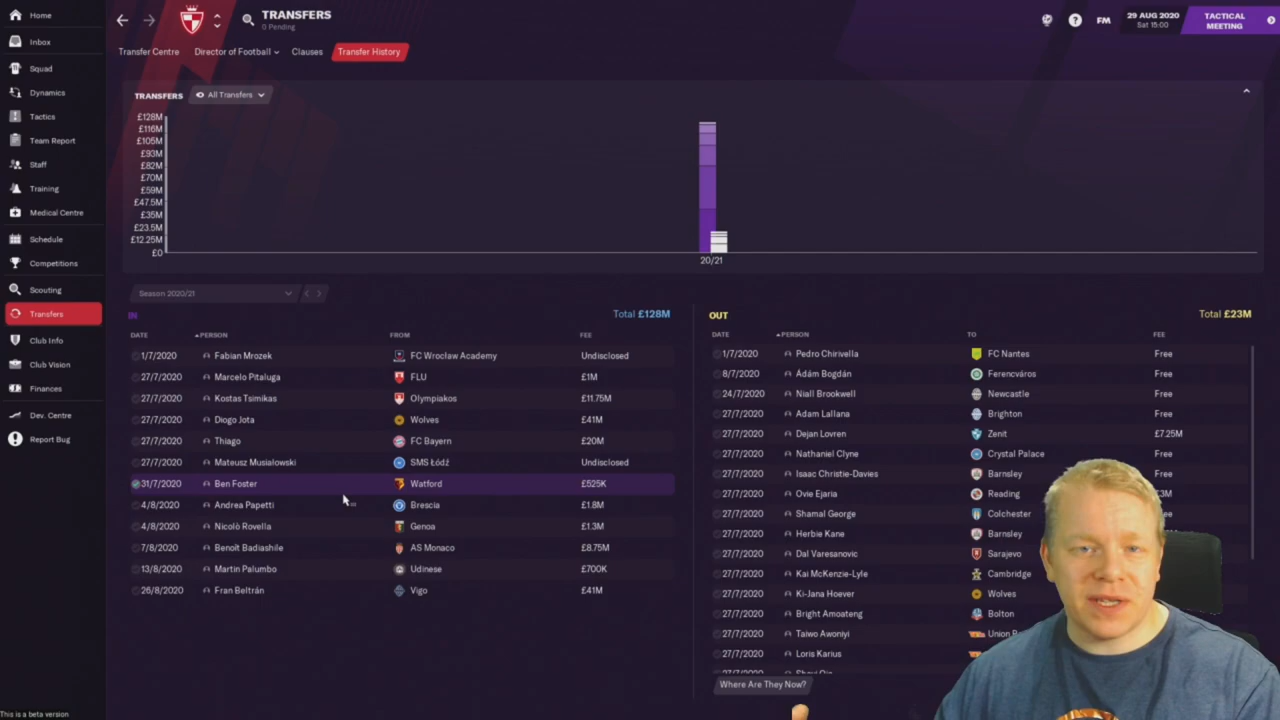 Home
TRANSFERS
0 Pending
FM
29 AUG 2020
Sat 15:00
TACTICAL
MEETING
Inbox
Transfer Centre Director of Football Clauses Transfer History
Squad
Dynamics
Tactics
Team Report
Staff
Training
Medical Centre
Schedule
Competitions
Scouting
Transfers
Club Info
Club Vision
Finances
Dev. Centre
Report Bug
This is a beta version
TRANSFERS All Transfers
£128M
£116M
£105M
£93M
£82M
£70M
£59M
£47.5M
£35M
£23.5M
£12.25M
£0
20/21
Season 2020/21
IN Total £128M
DATE PERSON FROM FEE
1/7/2020 Fabian Mrozek FC Wrocław Academy Undisclosed
27/7/2020 Marcelo Pitaluga FLU £1M
27/7/2020 Kostas Tsimikas Olympiakos £11.75M
27/7/2020 Diogo Jota Wolves £41M
27/7/2020 Thiago FC Bayern £20M
27/7/2020 Mateusz Musiałowski SMS Łódź Undisclosed
31/7/2020 Ben Foster Watford £525K
4/8/2020 Andrea Papetti Brescia £1.8M
4/8/2020 Nicolò Rovella Genoa £1.3M
7/8/2020 Benoît Badiashile AS Monaco £8.75M
13/8/2020 Martin Palumbo Udinese £700K
26/8/2020 Fran Beltrán Vigo £41M
OUT Total £23M
DATE PERSON TO FEE
1/7/2020 Pedro Chirivella FC Nantes Free
8/7/2020 Ádám Bogdán Ferencváros Free
24/7/2020 Niall Brookwell Newcastle Free
27/7/2020 Adam Lallana Brighton Free
27/7/2020 Dejan Lovren Zenit £7.25M
27/7/2020 Nathaniel Clyne Crystal Palace Free
27/7/2020 Isaac Christie-Davies Barnsley Free
27/7/2020 Ovie Ejaria Reading
27/7/2020 Shamal George Colchester
27/7/2020 Herbie Kane Barnsley
27/7/2020 Dal Varesanovic Sarajevo
27/7/2020 Kai McKenzie-Lyle Cambridge
27/7/2020 Ki-Jana Hoever Wolves
27/7/2020 Bright Amoateng Bolton
27/7/2020 Taiwo Awoniyi Union
27/7/2020 Loris Karius
Where Are They Now?